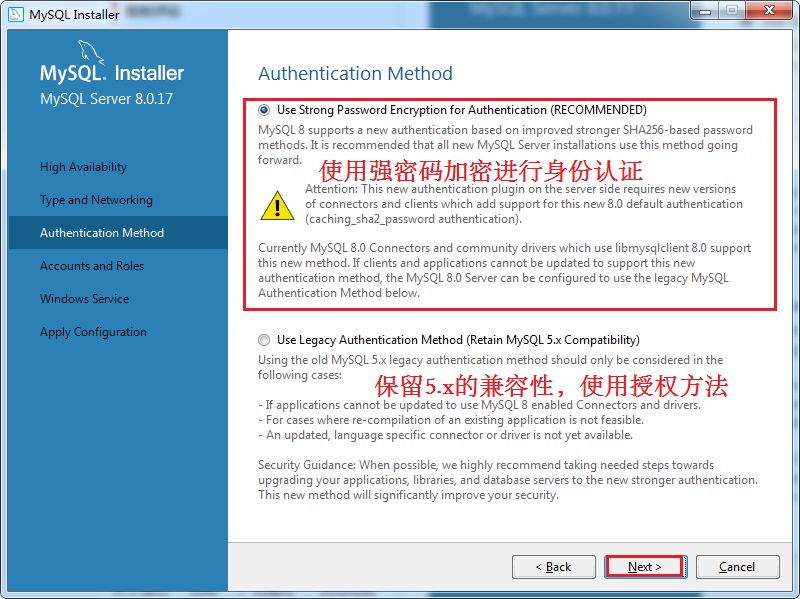 MySQL Installer
MySQL Server 8.0.11
MySQL. Installer
MySQL Server 8.0.17
High Availability
Type and Networking
Authentication Method
Accounts and Roles
Windows Service
Apply Configuration
Authentication Method
Use Strong Password Encryption for Authentication (RECOMMENDED)
MySQL 8 supports a new authentication based on improved stronger SHA256-based password
methods. It is recommended that all new MySQL Server installations use this method going
forward.
使用强密码加密进行身份认证
Attention: This new authentication plugin on the server side requires new versions
of connectors and clients which add support for this new 8.0 default authentication
(caching_sha2_password authentication).
Currently MySQL 8.0 Connectors and community drivers which use libmysqlclient 8.0 support
this new method. If clients and applications cannot be updated to support this new
authentication method, the MySQL 8.0 Server can be configured to use the legacy MySQL
Authentication Method below.
Use Legacy Authentication Method (Retain MySQL 5.x Compatibility)
Using the old MySQL 5.x legacy authentication method should only be considered in the
following cases:
保留5.x的兼容性，使用授权方法
- If applications cannot be updated to use MySQL 8 enabled Connectors and drivers.
- For cases where re-compilation of an existing application is not feasible.
- An updated, language specific connector or driver is not yet available.
Security Guidance: When possible, we highly recommend taking needed steps towards
upgrading your applications, libraries, and database servers to the new stronger authentication.
This new method will significantly improve your security.
< Back
Next >
Cancel